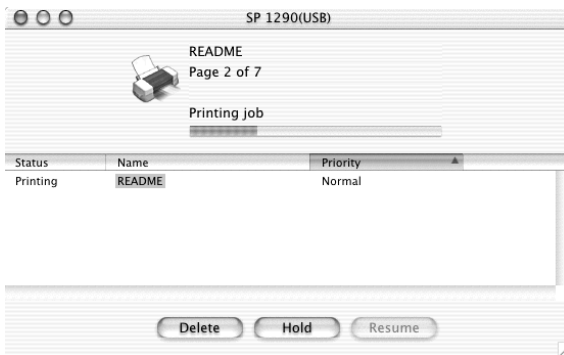 SP 1290(USB)
README
Page 2 of 7
Printing job
Status Name Priority
Printing README Normal
Delete Hold Resume